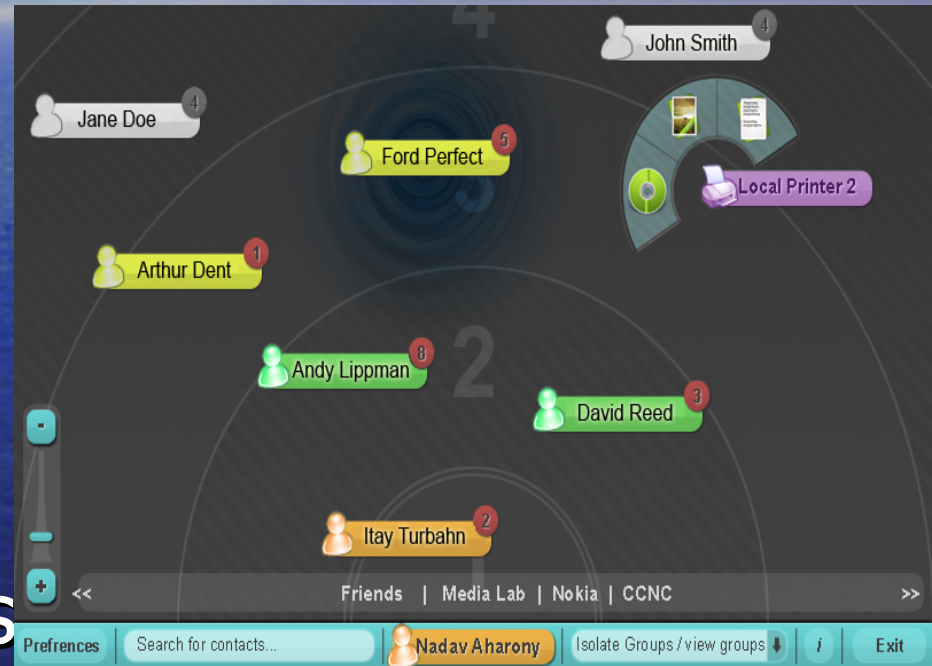 4
John Smith 4
Jane Doe 4
Ford Perfect 5
Local Printer 2
Arthur Dent 1
2
Andy Lippman 8
David Reed 3
Itay Turbahn 2
1
- 
+
<< Friends | Media Lab | Nokia | CCNC >>
s
Prefrences Search for contacts... Nadav Aharony Isolate Groups / view groups i Exit